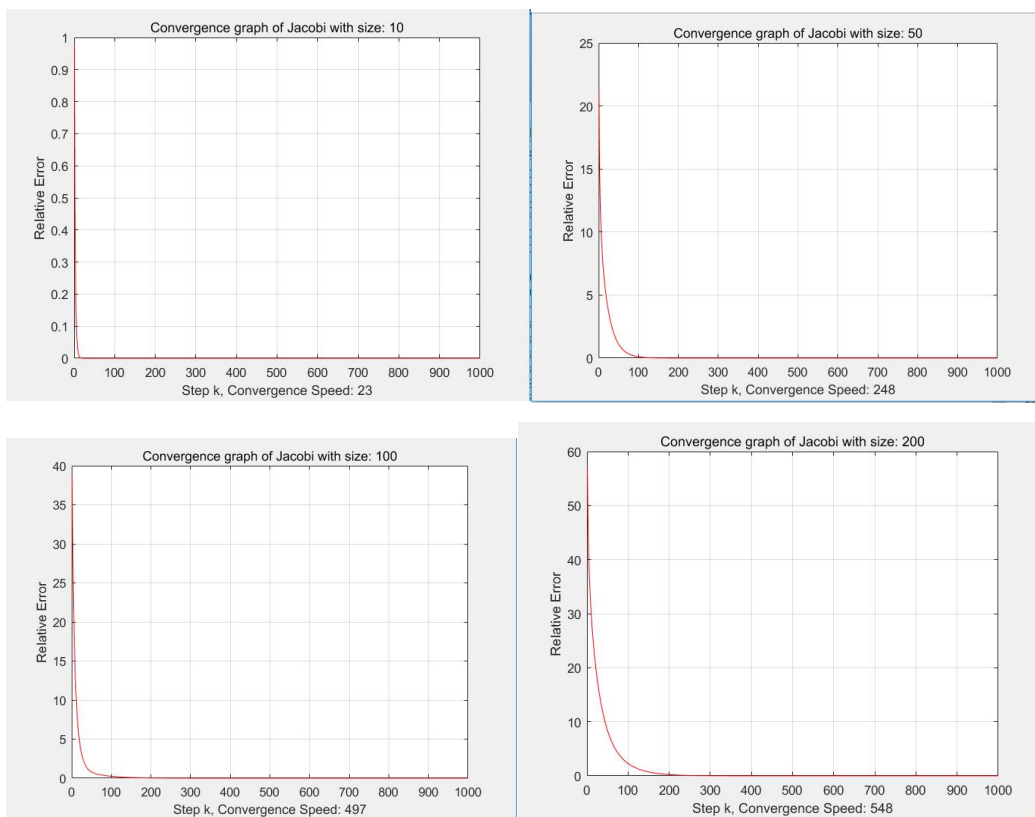 Convergence graph of Jacobi with size: 10
1
0.9
0.8
0.7
0.6
0.5
0.4
0.3
0.2
0.1
0
Relative Error
0 100 200 300 400 500 600 700 800 900 1000
Step k, Convergence Speed: 23
Convergence graph of Jacobi with size: 50
25
20
15
10
5
0
Relative Error
0 100 200 300 400 500 600 700 800 900 1000
Step k, Convergence Speed: 248
Convergence graph of Jacobi with size: 100
40
35
30
25
20
15
10
5
0
Relative Error
0 100 200 300 400 500 600 700 800 900 1000
Step k, Convergence Speed: 497
Convergence graph of Jacobi with size: 200
60
50
40
30
20
10
0
Relative Error
0 100 200 300 400 500 600 700 800 900 1000
Step k, Convergence Speed: 548